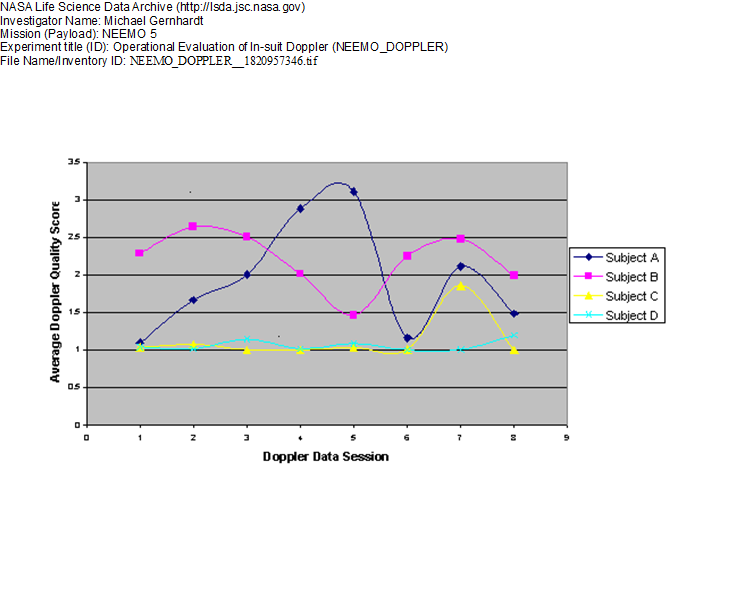 NASA Life Science Data Archive (http://lsda.jsc.nasa.gov)
Investigator Name: Michael Gernhardt
Mission (Payload): NEEMO 5
Experiment title (ID): Operational Evaluation of In-suit Doppler (NEEMO_DOPPLER)
File Name/Inventory ID: NEEMO_DOPPLER__1820957346.tif
3.5
3
2.5
2
1.5
1
0.5
0
Average Doppler Quality Score
0 1 2 3 4 5 6 7 8 9
Doppler Data Session
Subject A
Subject B
Subject C
Subject D